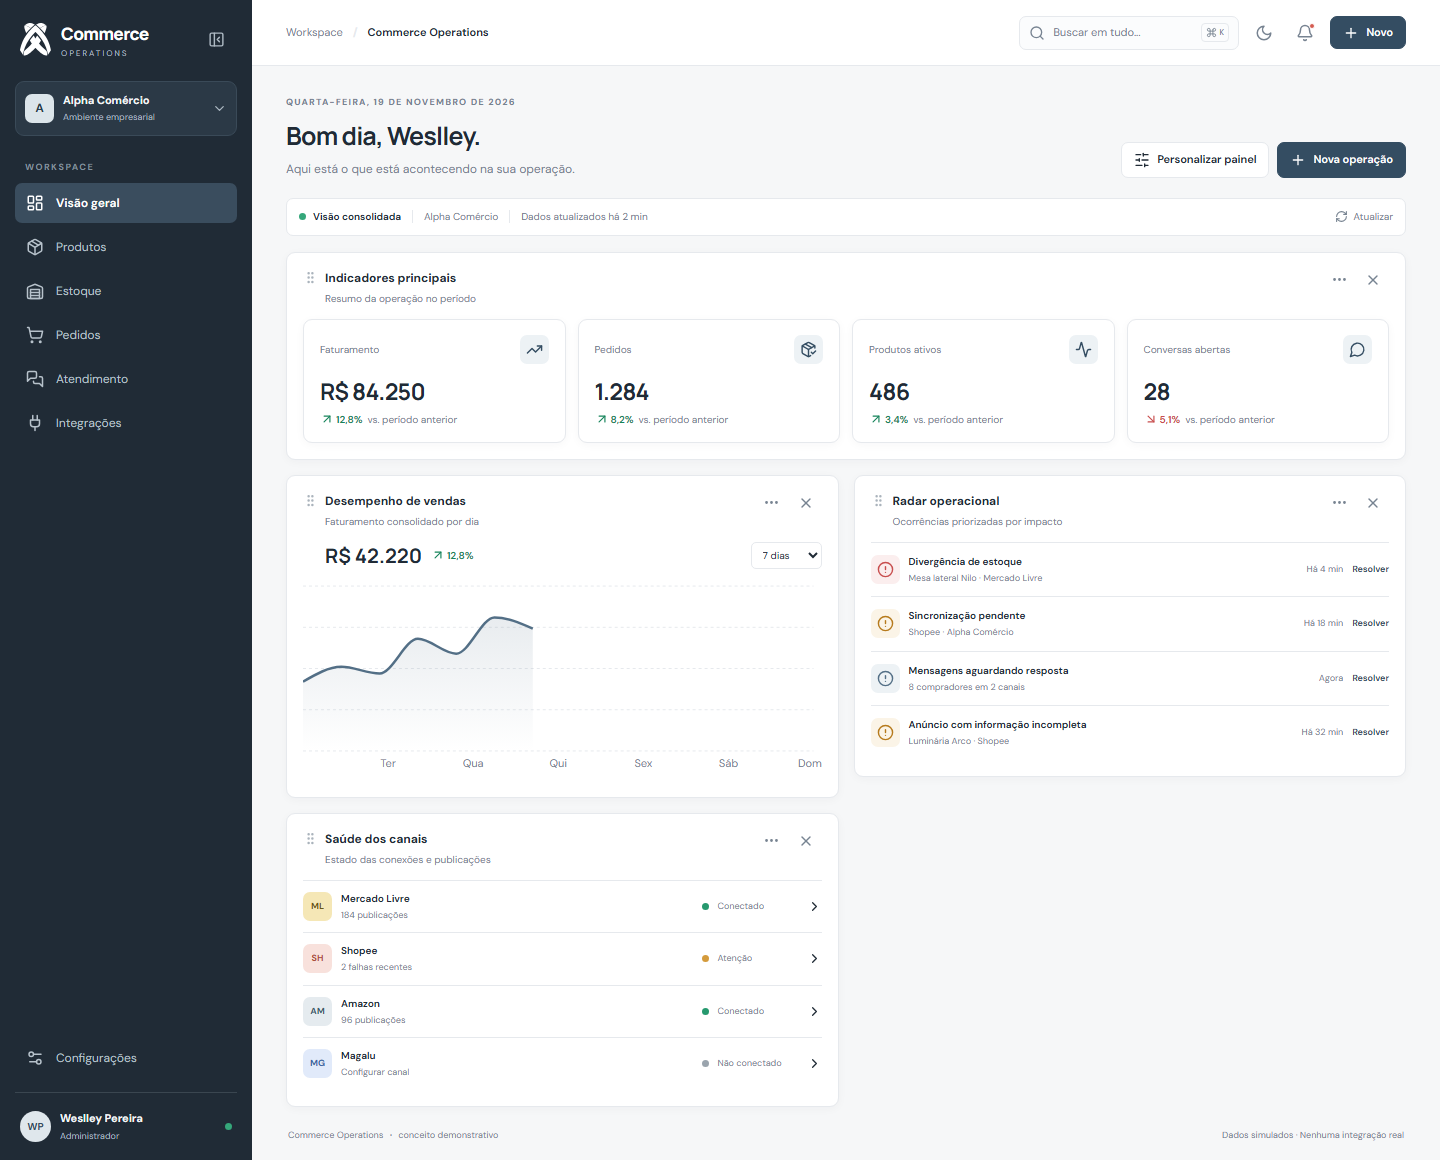 Commerce
OPERATIONS
A
Alpha Comércio
Ambiente empresarial
WORKSPACE
Visão geral
Produtos
Estoque
Pedidos
Atendimento
Integrações
Configurações
WP
Weslley Pereira
Administrador
Workspace / Commerce Operations
Buscar em tudo... ⌘ K
Novo
QUARTA-FEIRA, 19 DE NOVEMBRO DE 2026
Bom dia, Weslley.
Aqui está o que está acontecendo na sua operação.
Personalizar painel
Nova operação
Visão consolidada Alpha Comércio Dados atualizados há 2 min
Atualizar
Indicadores principais
Resumo da operação no período
Faturamento
R$ 84.250
12,8% vs. período anterior
Pedidos
1.284
8,2% vs. período anterior
Produtos ativos
486
3,4% vs. período anterior
Conversas abertas
28
5,1% vs. período anterior
Desempenho de vendas
Faturamento consolidado por dia
R$ 42.220 12,8%
7 dias
Ter Qua Qui Sex Sáb Dom
Radar operacional
Ocorrências priorizadas por impacto
Divergência de estoque
Mesa lateral Nilo · Mercado Livre
Há 4 min Resolver
Sincronização pendente
Shopee · Alpha Comércio
Há 18 min Resolver
Mensagens aguardando resposta
8 compradores em 2 canais
Agora Resolver
Anúncio com informação incompleta
Luminária Arco · Shopee
Há 32 min Resolver
Saúde dos canais
Estado das conexões e publicações
ML
Mercado Livre
184 publicações
Conectado
SH
Shopee
2 falhas recentes
Atenção
AM
Amazon
96 publicações
Conectado
MG
Magalu
Configurar canal
Não conectado
Commerce Operations · conceito demonstrativo
Dados simulados · Nenhuma integração real